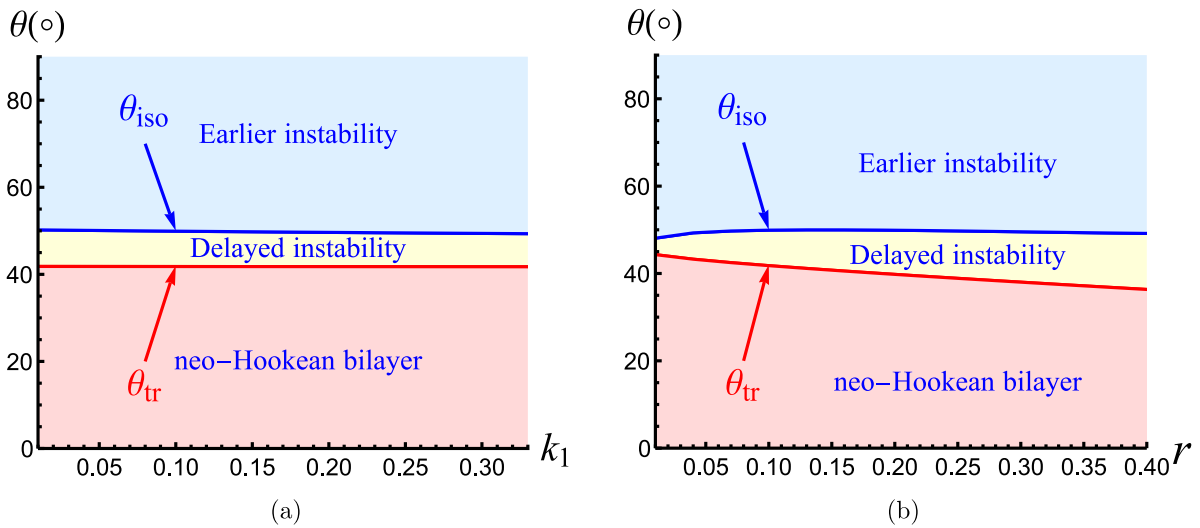 θ(○)
80
60
40
20
0
θiso
Earlier instability
Delayed instability
neo−Hookean bilayer
θtr
0.05 0.10 0.15 0.20 0.25 0.30
k1
(a)
θ(○)
80
60
40
20
0
θiso
Earlier instability
Delayed instability
neo−Hookean bilayer
θtr
0.05 0.10 0.15 0.20 0.25 0.30 0.35 0.40
r
(b)